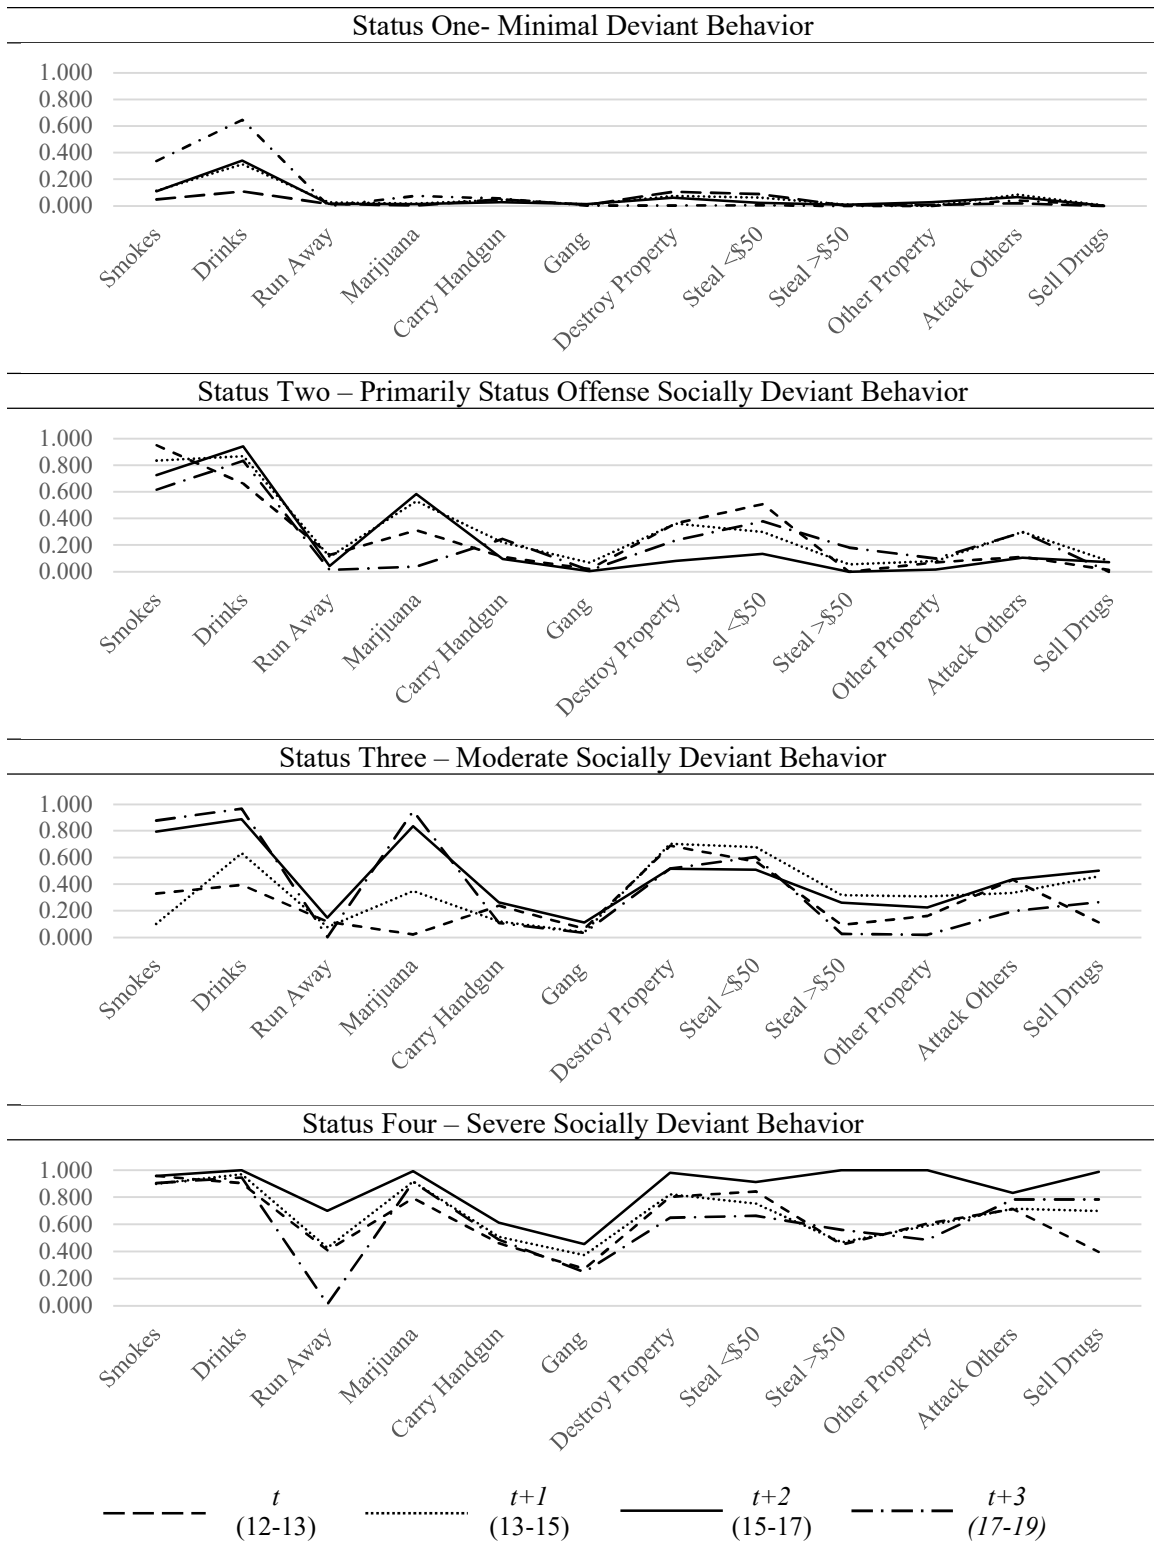 Status One- Minimal Deviant Behavior
1.000
0.800
0.600
0.400
0.200
0.000
Smokes
Drinks
Run Away
Marijuana
Carry Handgun
Gang
Destroy Property
Steal <$50
Steal >$50
Other Property
Attack Others
Sell Drugs
Status Two – Primarily Status Offense Socially Deviant Behavior
1.000
0.800
0.600
0.400
0.200
0.000
Smokes
Drinks
Run Away
Marijuana
Carry Handgun
Gang
Destroy Property
Steal <$50
Steal >$50
Other Property
Attack Others
Sell Drugs
Status Three – Moderate Socially Deviant Behavior
1.000
0.800
0.600
0.400
0.200
0.000
Smokes
Drinks
Run Away
Marijuana
Carry Handgun
Gang
Destroy Property
Steal <$50
Steal >$50
Other Property
Attack Others
Sell Drugs
Status Four – Severe Socially Deviant Behavior
1.000
0.800
0.600
0.400
0.200
0.000
Smokes
Drinks
Run Away
Marijuana
Carry Handgun
Gang
Destroy Property
Steal <$50
Steal >$50
Other Property
Attack Others
Sell Drugs
t
(12-13)
t+1
(13-15)
t+2
(15-17)
t+3
(17-19)